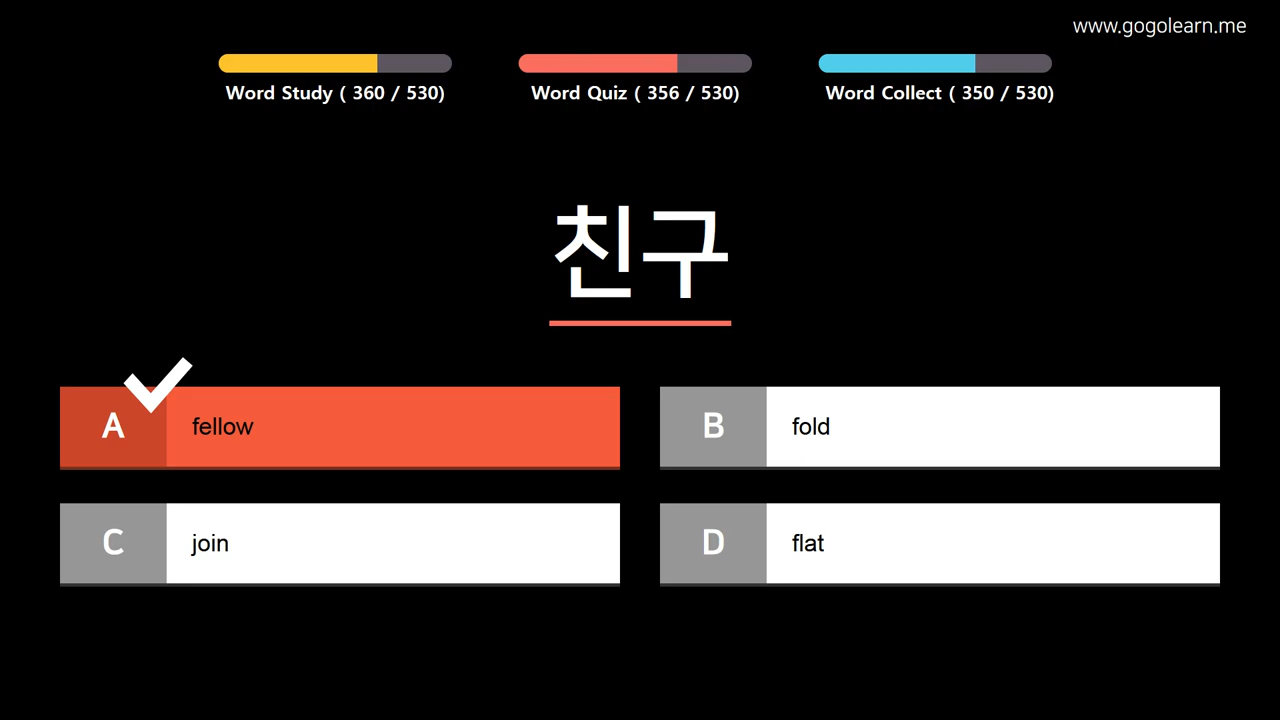 www.gogolearn.me
Word Study ( 360 / 530)
Word Quiz ( 356 / 530)
Word Collect ( 350 / 530)
친구
A fellow
B fold
C join
D flat